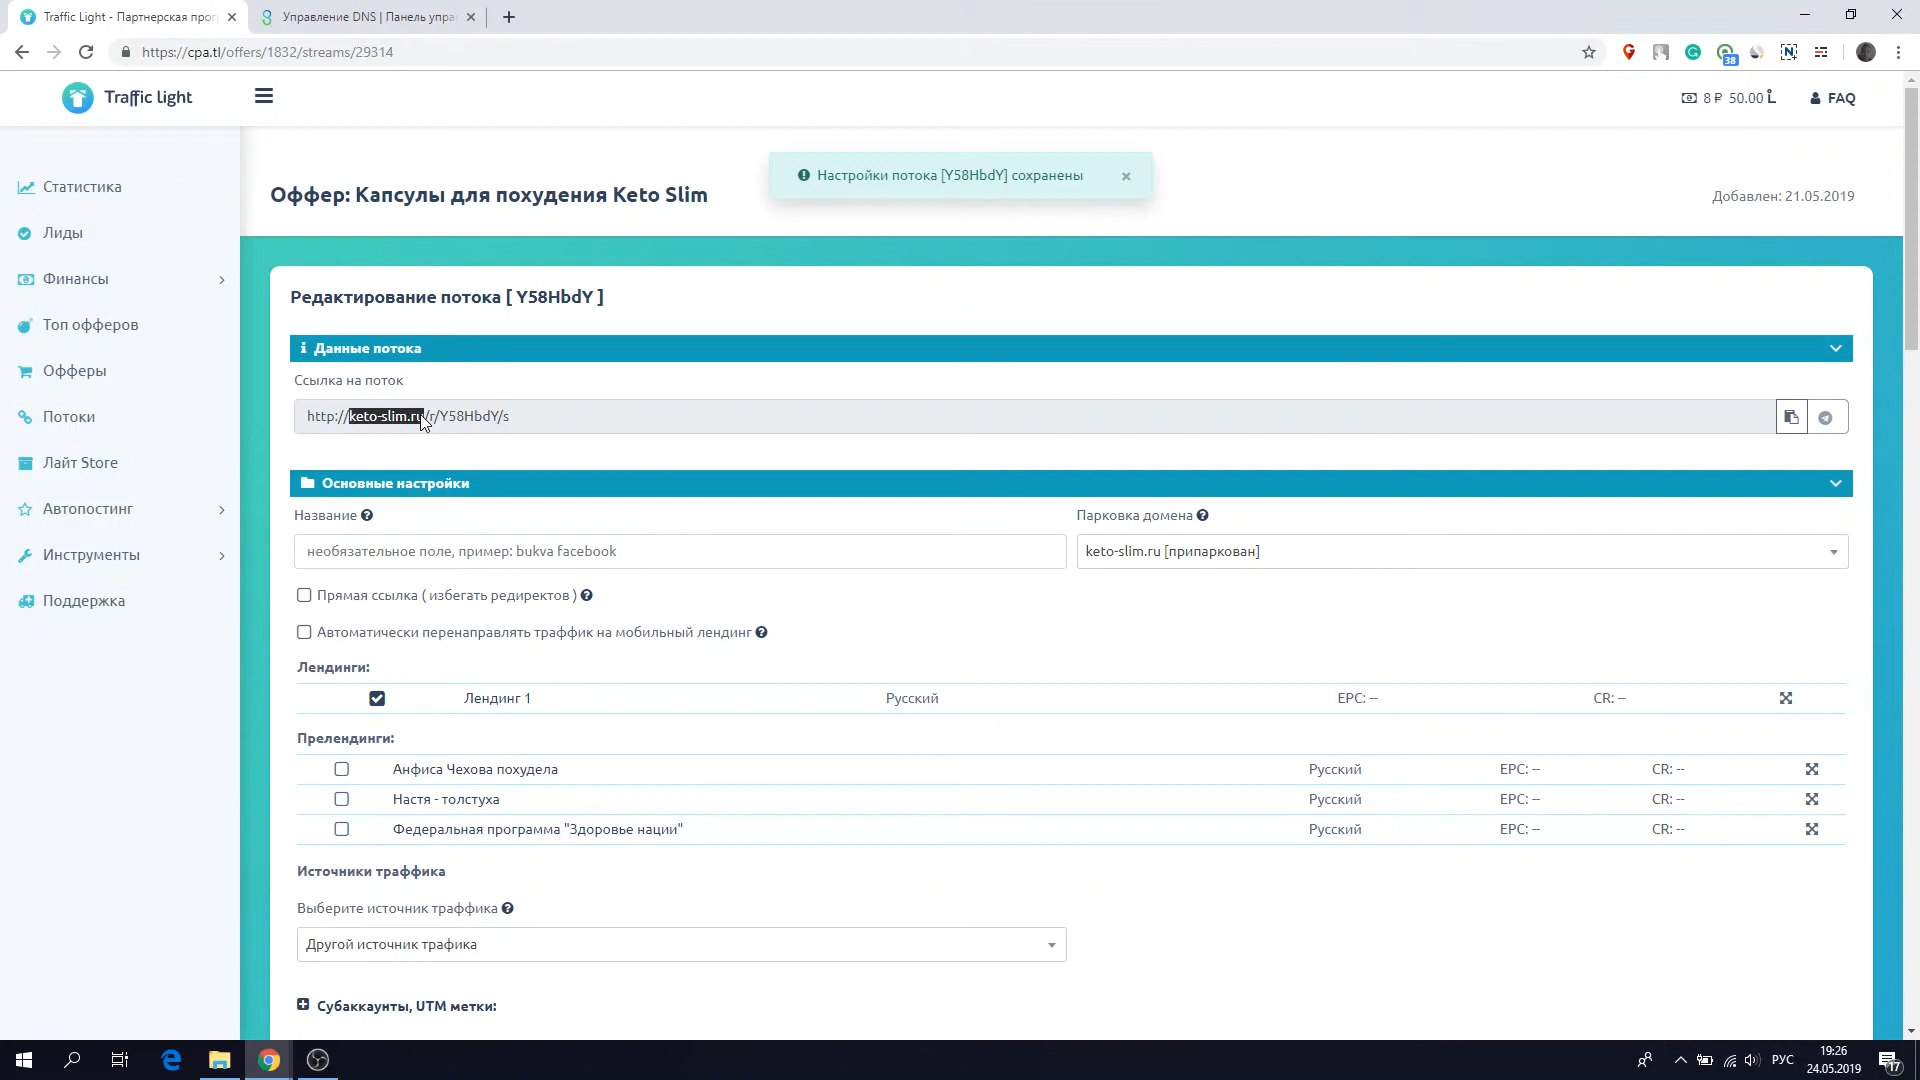 Traffic Light - Партнерская прог
Управление DNS | Панель упра
https://cpa.tl/offers/1832/streams/29314
38
Traffic light
8 ₽ 50.00
FAQ
Статистика
Лиды
Финансы
Топ офферов
Офферы
Потоки
Лайт Store
Автопостинг
Инструменты
Поддержка
Настройки потока [Y58HbdY] сохранены
Оффер: Капсулы для похудения Keto Slim
Добавлен: 21.05.2019
Редактирование потока [ Y58HbdY ]
Данные потока
Ссылка на поток
http://keto-slim.ru/r/Y58HbdY/s
Основные настройки
Название
Парковка домена
необязательное поле, пример: bukva facebook
keto-slim.ru [припаркован]
Прямая ссылка ( избегать редиректов )
Автоматически перенаправлять траффик на мобильный лендинг
Лендинги:
Лендинг 1 Русский EPC: -- CR: --
Прелендинги:
Анфиса Чехова похудела Русский EPC: -- CR: --
Настя - толстуха Русский EPC: -- CR: --
Федеральная программа "Здоровье нации" Русский EPC: -- CR: --
Источники траффика
Выберите источник траффика
Другой источник трафика
Субаккаунты, UTM метки:
РУС
19:26
24.05.2019
17